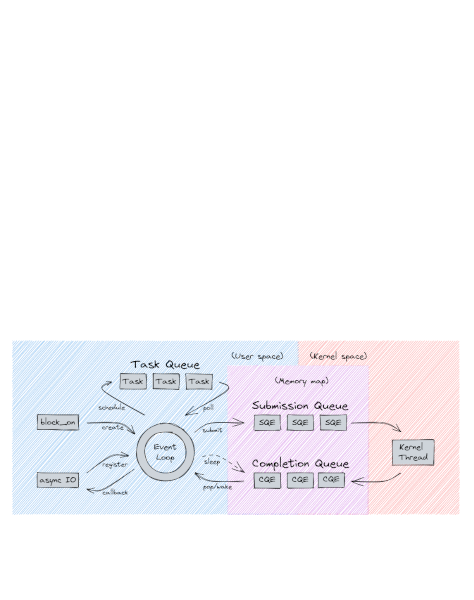 (User space)
(Kernel space)
Task Queue
Task Task Task
(Memory map)
schedule
poll
Submission Queue
block_on
create
submit
SQE SQE SQE
Event
Loop
Kernel
Thread
register
sleep
Completion Queue
async IO
callback
pop/wake
CQE CQE CQE